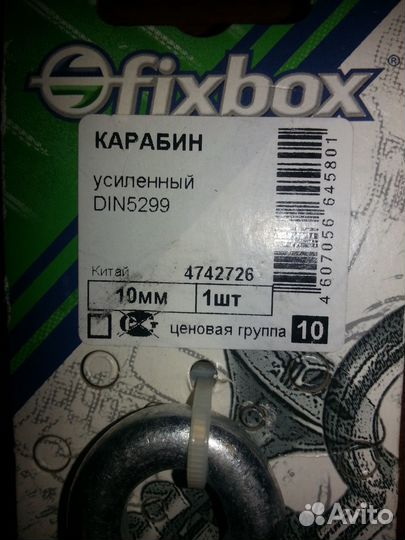 fixbox®
КАРАБИН
усиленный
DIN5299
Китай 4742726
10мм 1шт
ценовая группа 10
4607056645801
Avito